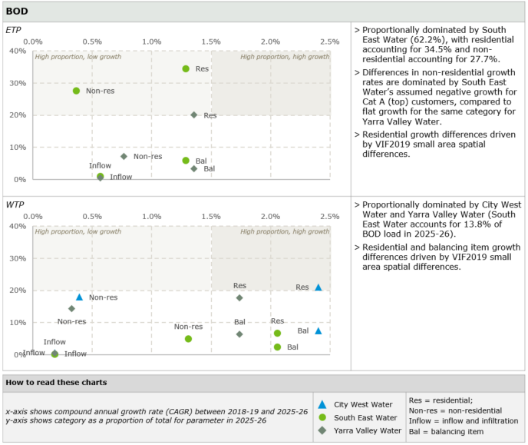 BOD
ETP
0.0% 0.5% 1.0% 1.5% 2.0% 2.5%
40%
High proportion, low growth
High proportion, high growth
Res
30%
Non-res
20%
Res
10%
Non-res
Bal
Bal
Inflow
Inflow
0%
> Proportionally dominated by South
East Water (62.2%), with residential
accounting for 34.5% and non-
residential accounting for 27.7%.
> Differences in non-residential growth
rates are dominated by South East
Water's assumed negative growth for
Cat A (top) customers, compared to
flat growth for the same category for
Yarra Valley Water.
> Residential growth differences driven
by VIF2019 small area spatial
differences.
WTP
0.0% 0.5% 1.0% 1.5% 2.0% 2.5%
40%
High proportion, low growth
High proportion, high growth
30%
20%
Res
Res
Non-res
Non-res
10%
Non-res
Bal
Res
Bal
Bal
Inflow
Inflow
Inflow
0%
> Proportionally dominated by City West
Water and Yarra Valley Water (South
East Water accounts for 13.8% of
BOD load in 2025-26).
> Residential and balancing item growth
differences driven by VIF2019 small
area spatial differences.
How to read these charts
x-axis shows compound annual growth rate (CAGR) between 2018-19 and 2025-26
y-axis shows category as a proportion of total for parameter in 2025-26
City West Water
South East Water
Yarra Valley Water
Res = residential;
Non-res = non-residential
Inflow = inflow and infiltration
Bal = balancing item